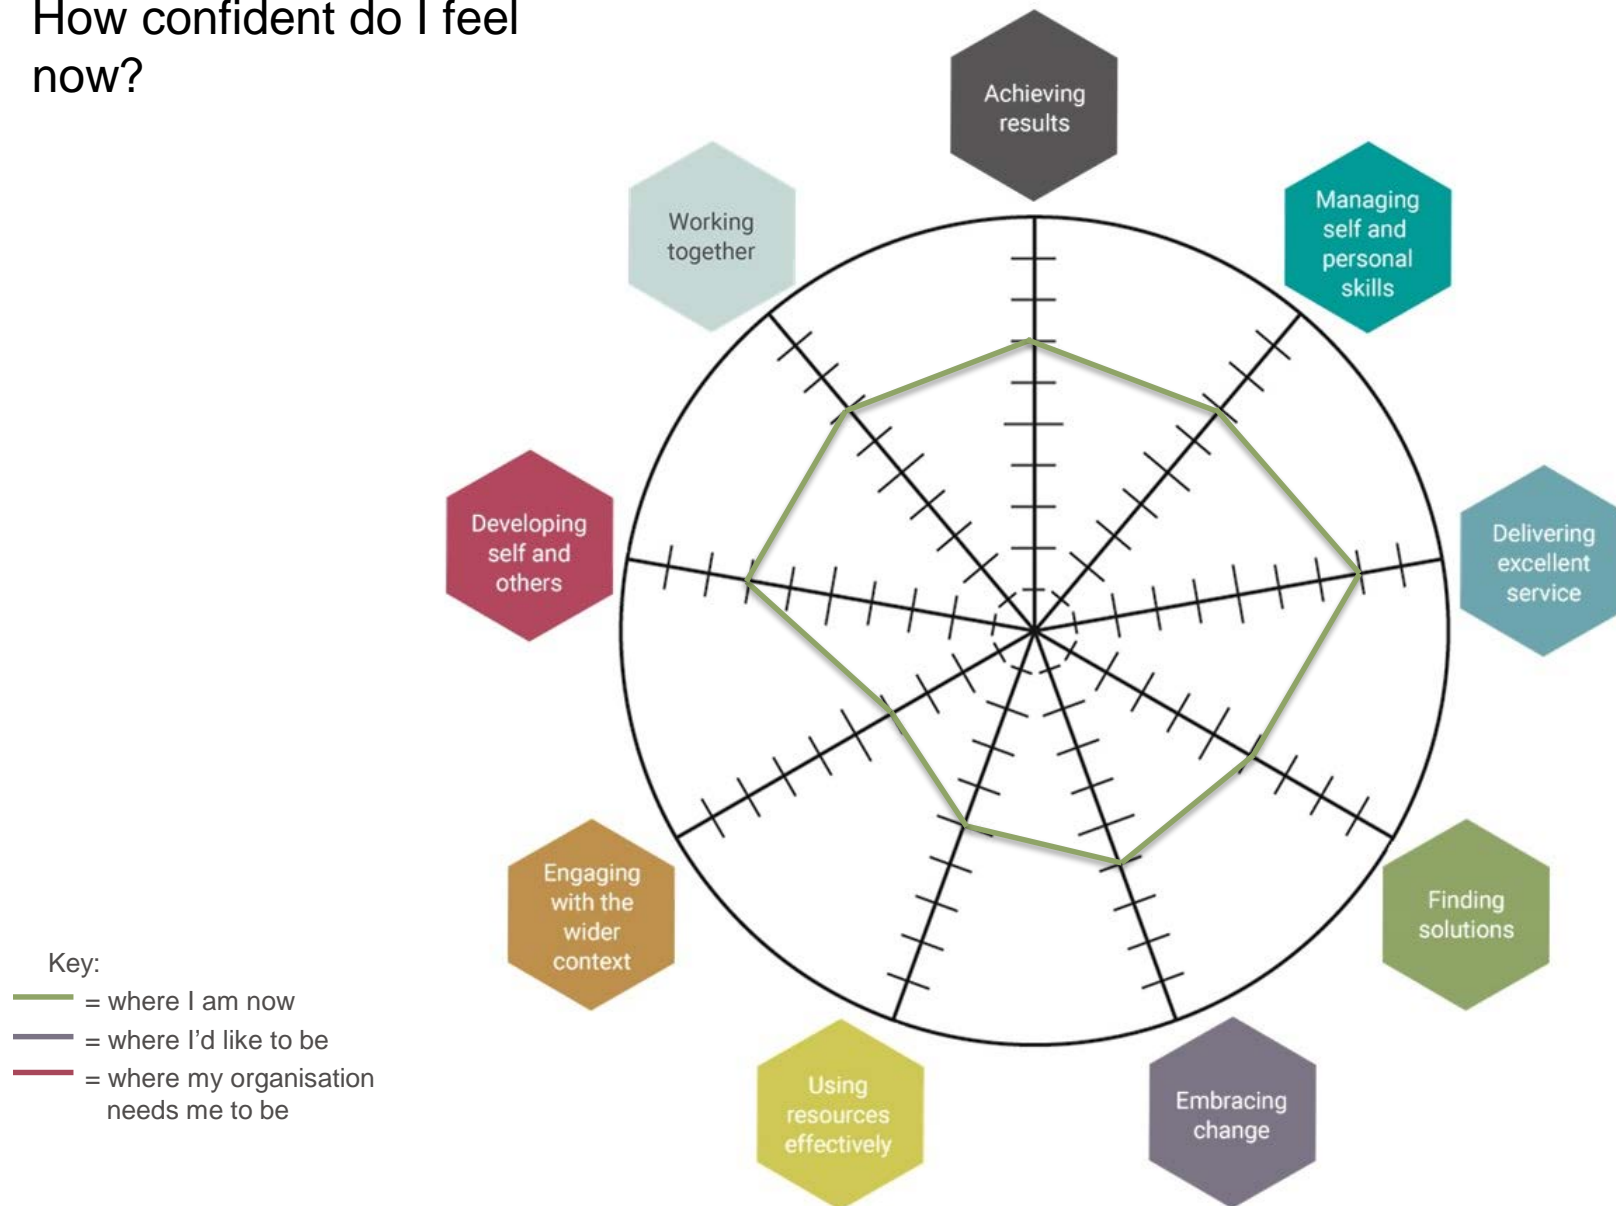 How confident do I feel
now?
Achieving
results
Managing
self and
personal
skills
Delivering
excellent
service
Finding
solutions
Embracing
change
Using
resources
effectively
Engaging
with the
wider
context
Developing
self and
others
Working
together
Key:
= where I am now
= where I’d like to be
= where my organisation
needs me to be